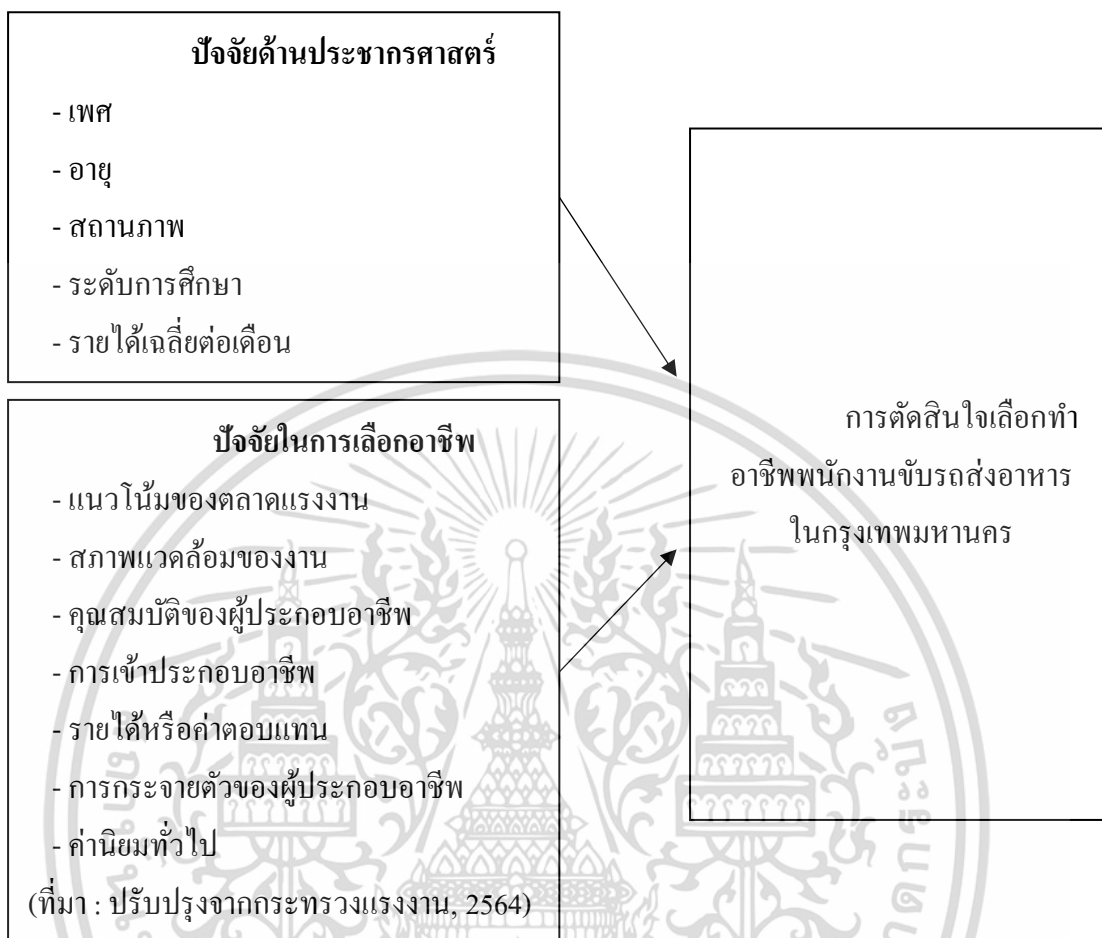 ปัจจัยด้านประชากรศาสตร์
- เพศ
- อายุ
- สถานภาพ
- ระดับการศึกษา
- รายได้เฉลี่ยต่อเดือน
ปัจจัยในการเลือกอาชีพ
- แนวโน้มของตลาดแรงงาน
- สภาพแวดล้อมของงาน
- คุณสมบัติของผู้ประกอบอาชีพ
- การเข้าประกอบอาชีพ
- รายได้หรือค่าตอบแทน
- การกระจายตัวของผู้ประกอบอาชีพ
- ค่านิยมทั่วไป
(ที่มา : ปรับปรุงจากกระทรวงแรงงาน, 2564)
การตัดสินใจเลือกทำ
อาชีพพนักงานขับรถส่งอาหาร
ในกรุงเทพมหานคร